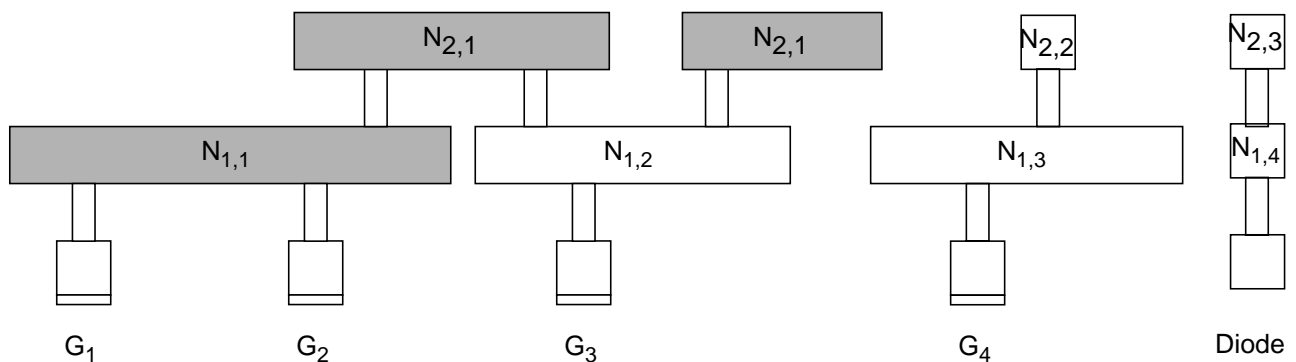 N2,1 N2,1 N2,2 N2,3
N1,1 N1,2 N1,3 N1,4
G1 G2 G3 G4 Diode